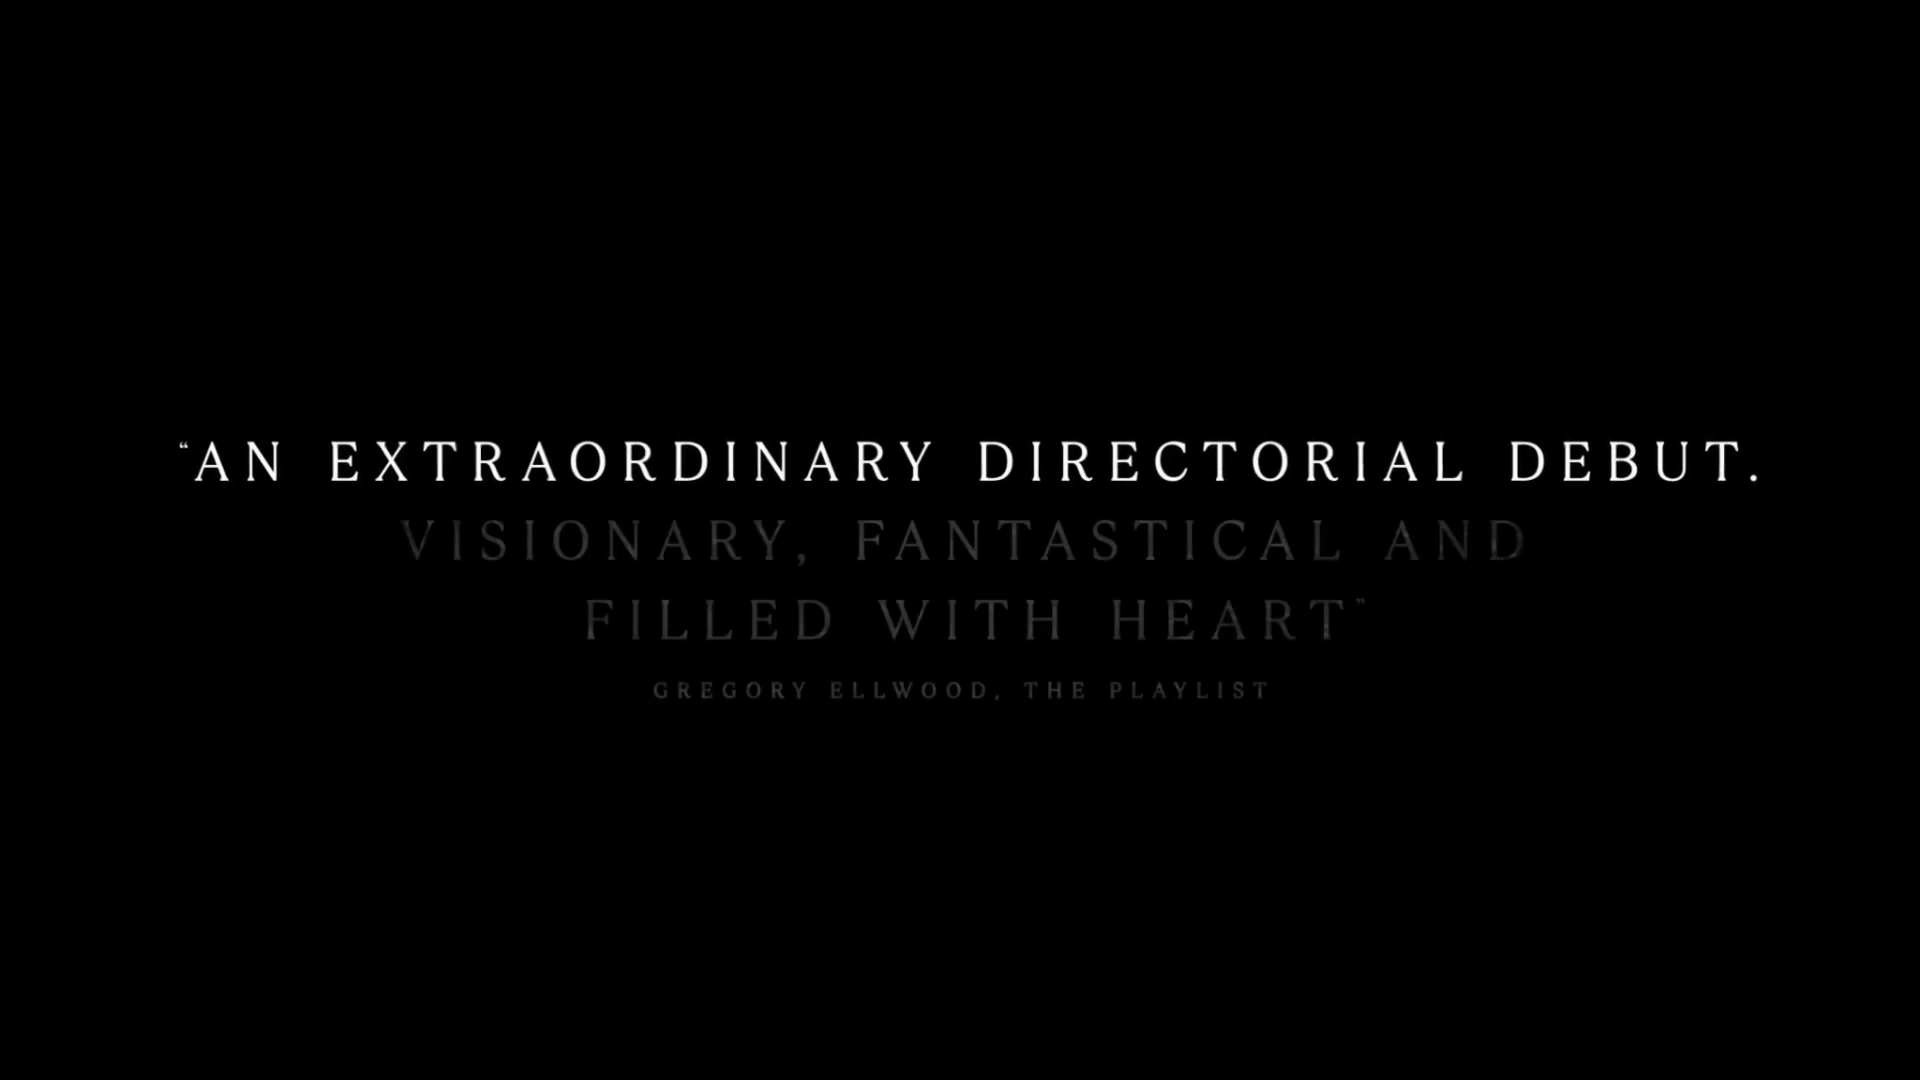 “AN EXTRAORDINARY DIRECTORIAL DEBUT.
VISIONARY, FANTASTICAL AND
FILLED WITH HEART”
GREGORY ELLWOOD, THE PLAYLIST